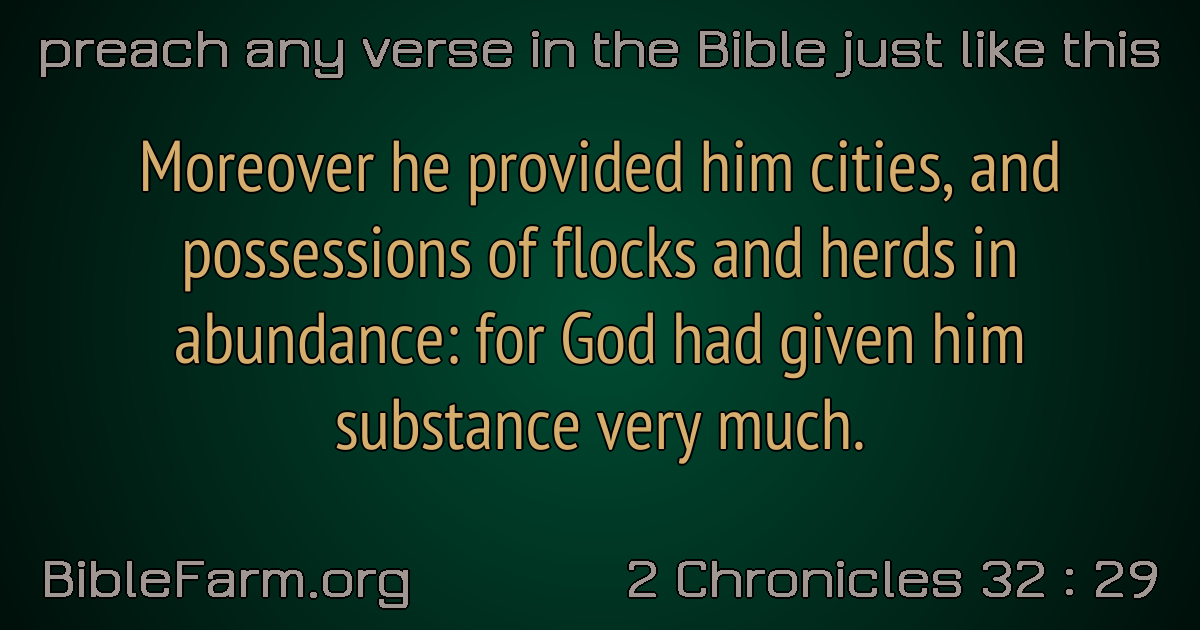 preach any verse in the Bible just like this
Moreover he provided him cities, and
possessions of flocks and herds in
abundance: for God had given him
substance very much.
BibleFarm.org
2 Chronicles 32 : 29